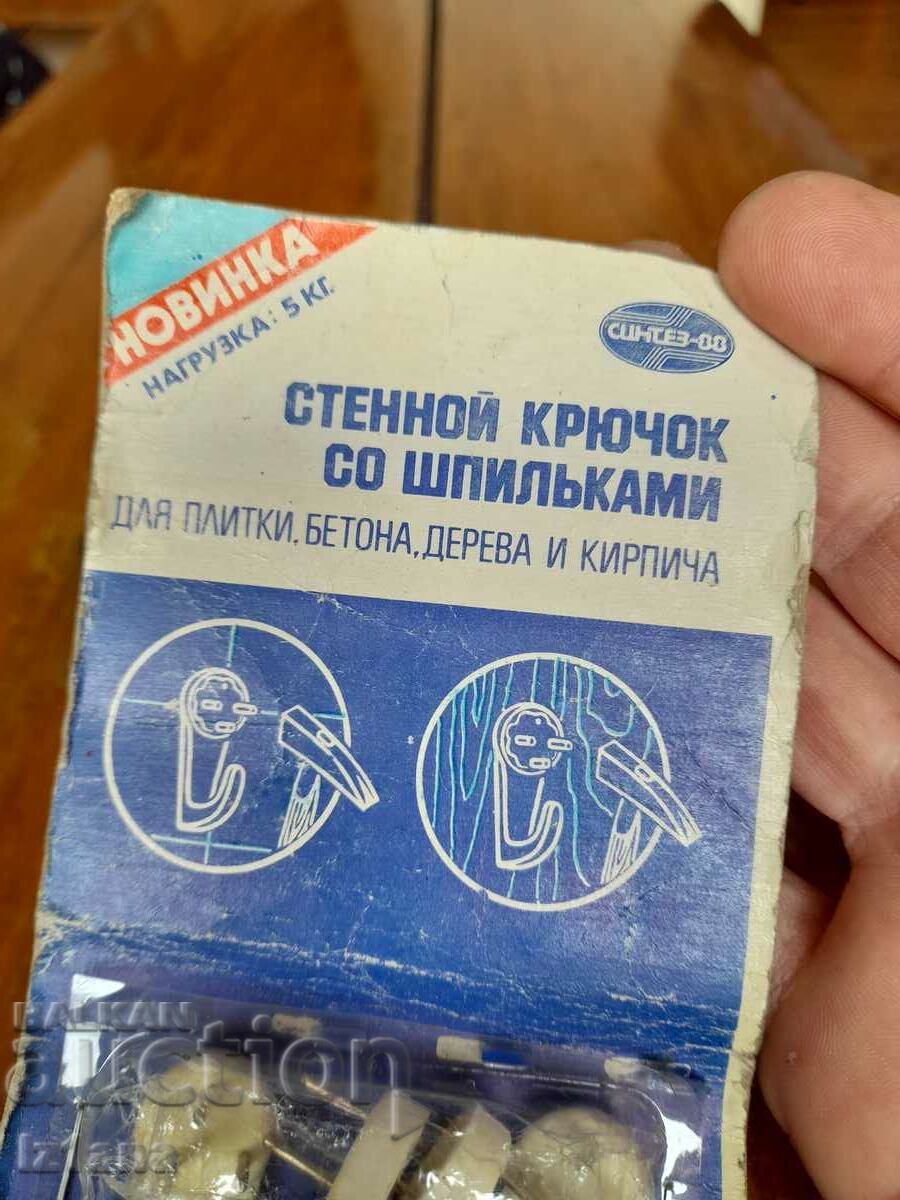 НОВИНКА
НАГРУЗКА: 5 КГ.
СИНТЕЗ-88
СТЕННОЙ КРЮЧОК
СО ШПИЛЬКАМИ
ДЛЯ ПЛИТКИ, БЕТОНА, ДЕРЕВА И КИРПИЧА
BALKAN
auction